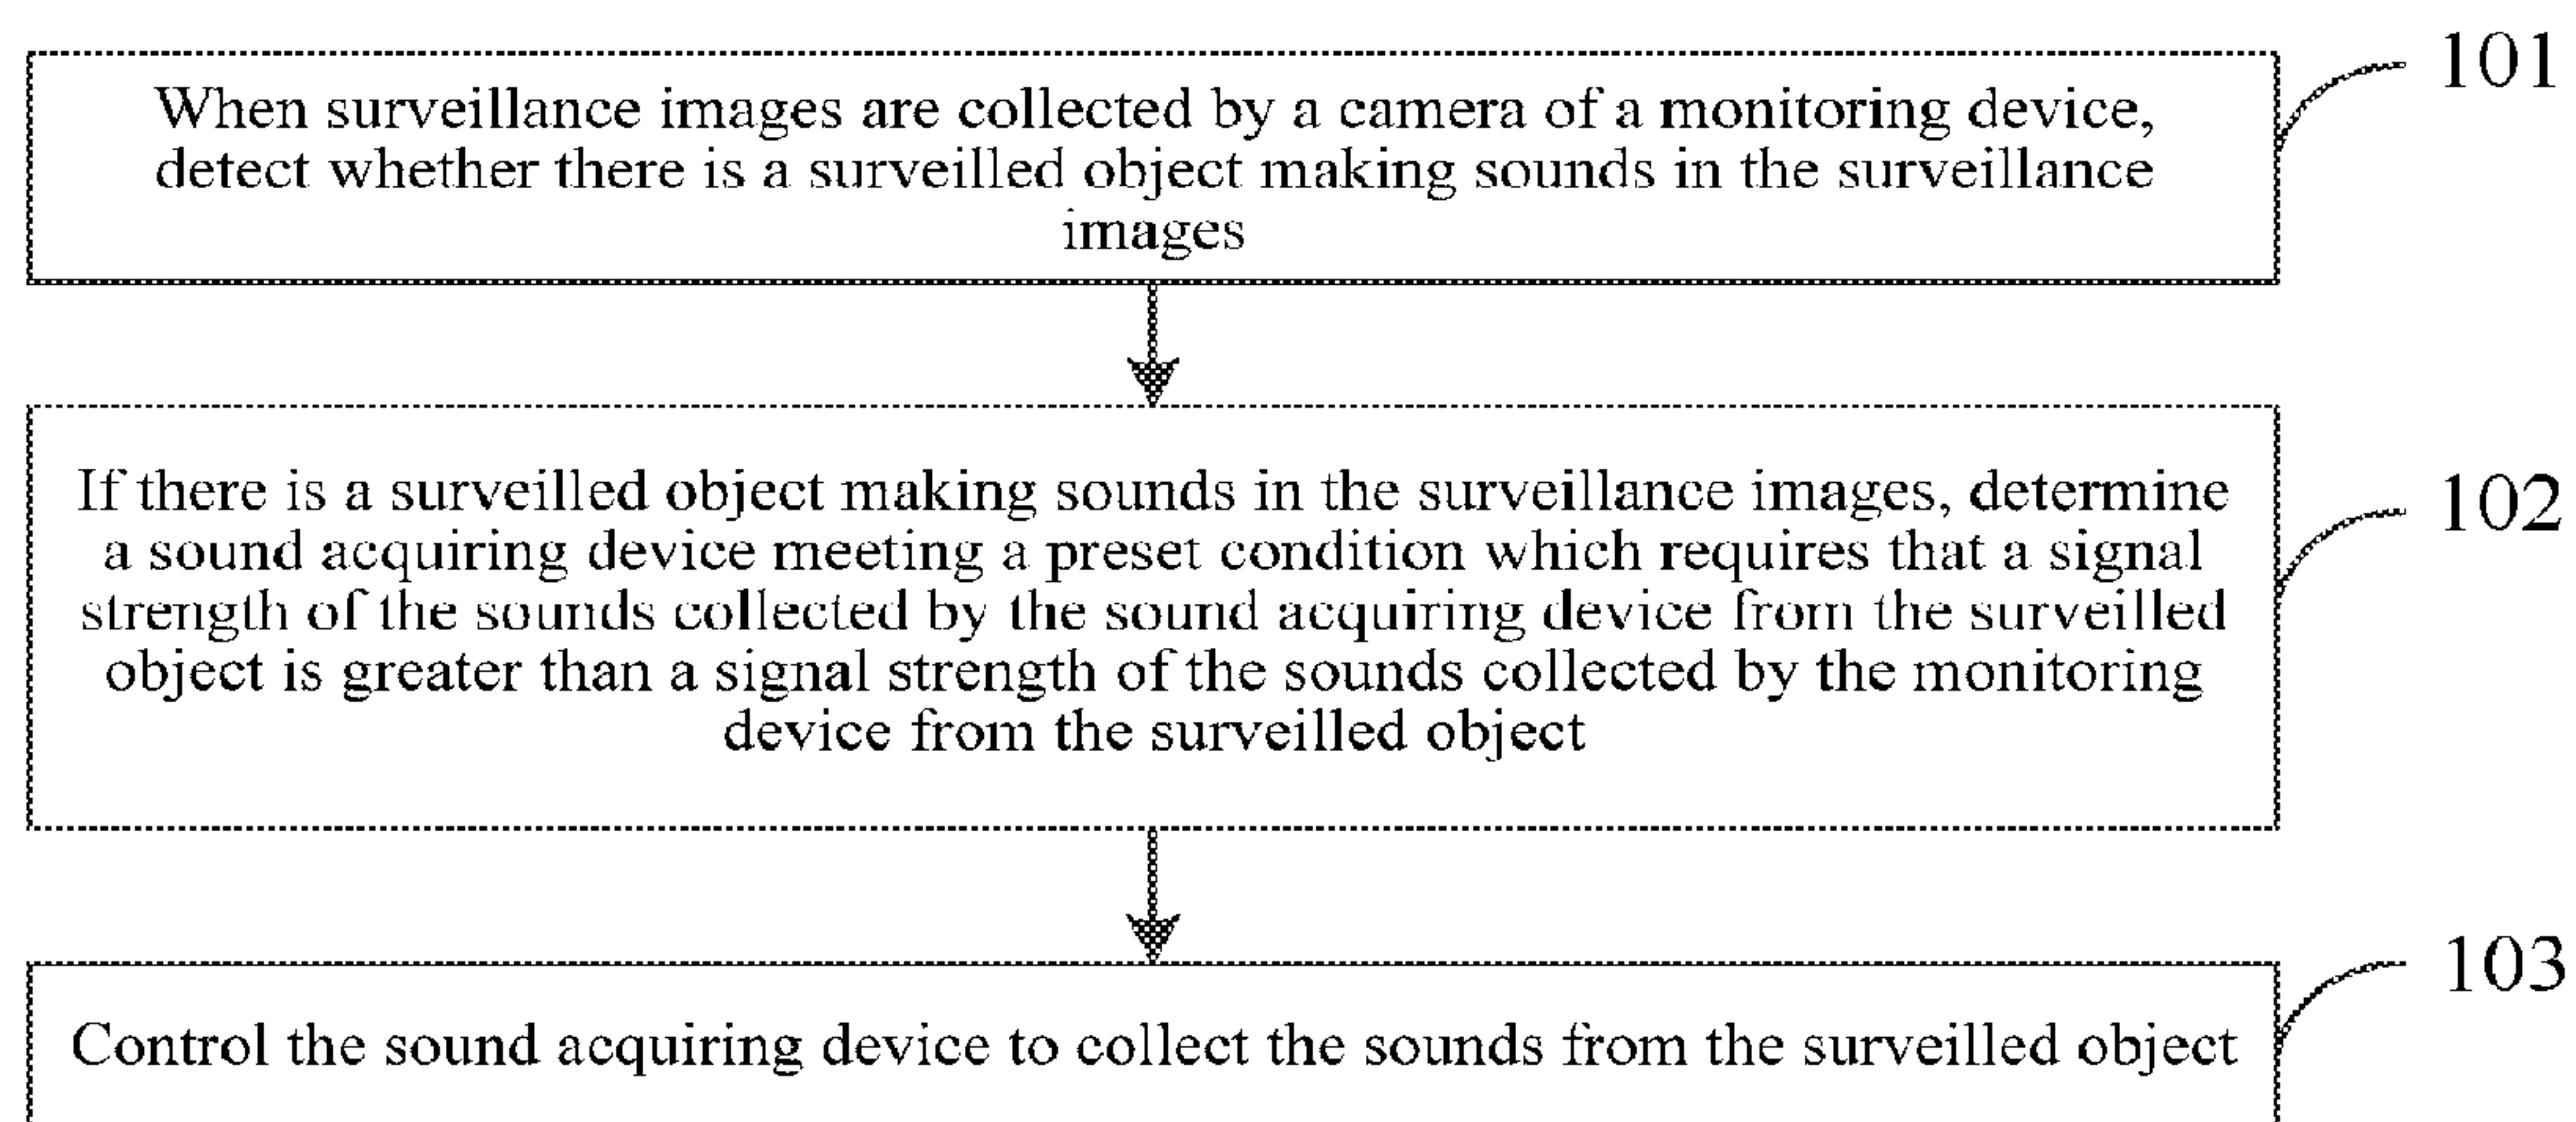 When surveillance images are collected by a camera of a monitoring device,
detect whether there is a surveilled object making sounds in the surveillance
images
101
If there is a surveilled object making sounds in the surveillance images, determine
a sound acquiring device meeting a preset condition which requires that a signal
strength of the sounds collected by the sound acquiring device from the surveilled
object is greater than a signal strength of the sounds collected by the monitoring
device from the surveilled object
102
Control the sound acquiring device to collect the sounds from the surveilled object
103